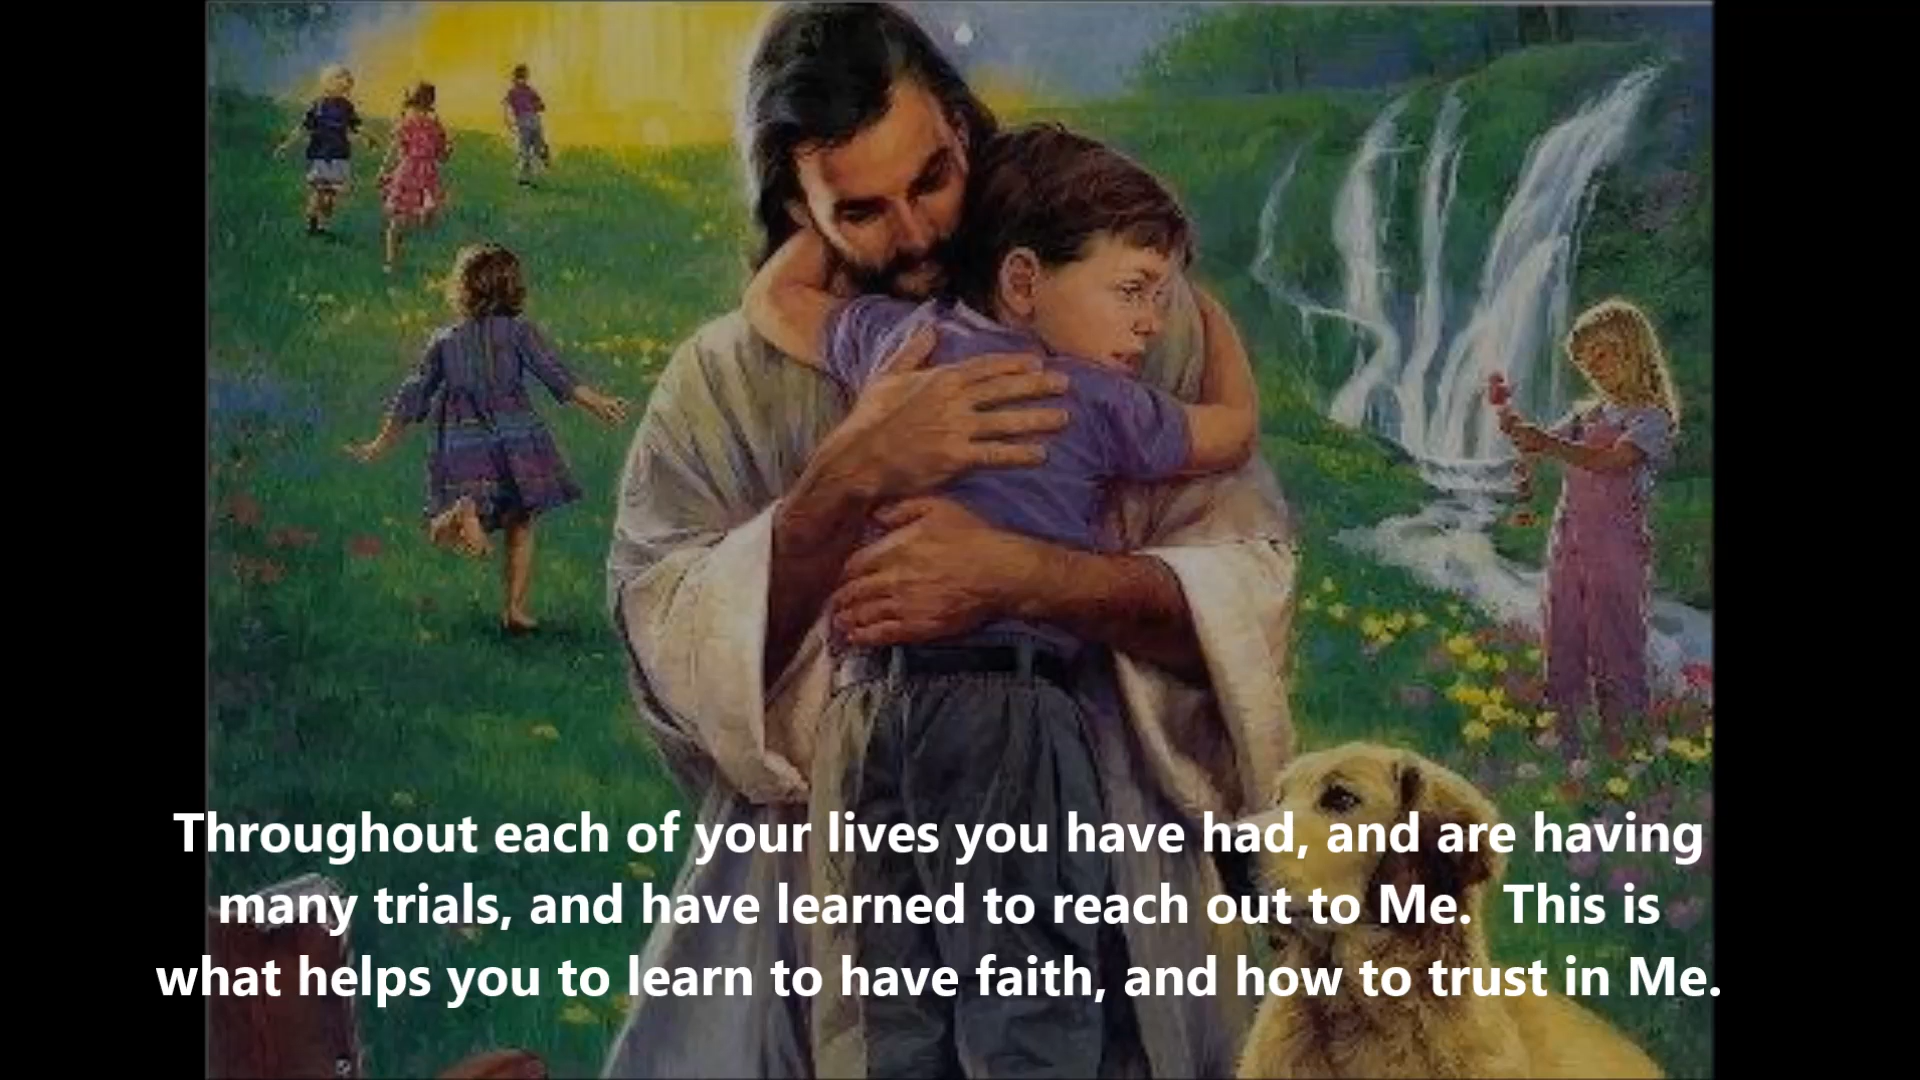 Throughout each of your lives you have had, and are having
many trials, and have learned to reach out to Me.  This is
what helps you to learn to have faith, and how to trust in Me.